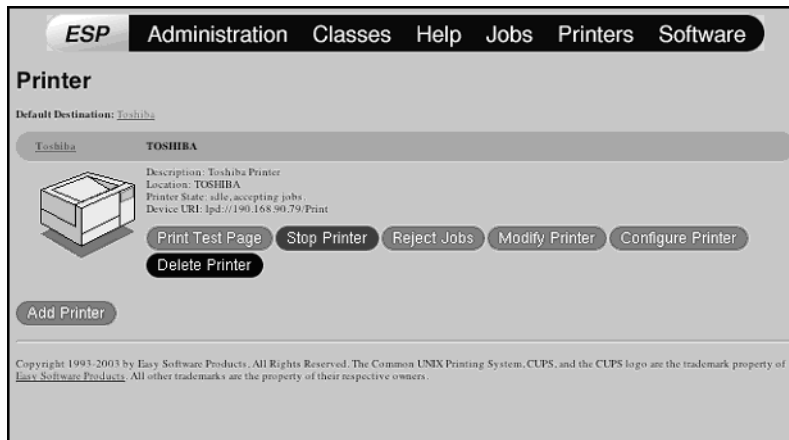 ESP Administration Classes Help Jobs Printers Software
Printer
Default Destination: Toshiba
Toshiba TOSHIBA
Description: Toshiba Printer
Location: TOSHIBA
Printer State: idle, accepting jobs.
Device URI: lpd://190.168.90.79/Print
Print Test Page Stop Printer Reject Jobs Modify Printer Configure Printer
Delete Printer
Add Printer
Copyright 1993-2003 by Easy Software Products, All Rights Reserved. The Common UNIX Printing System, CUPS, and the CUPS logo are the trademark property of
Easy Software Products. All other trademarks are the property of their respective owners.